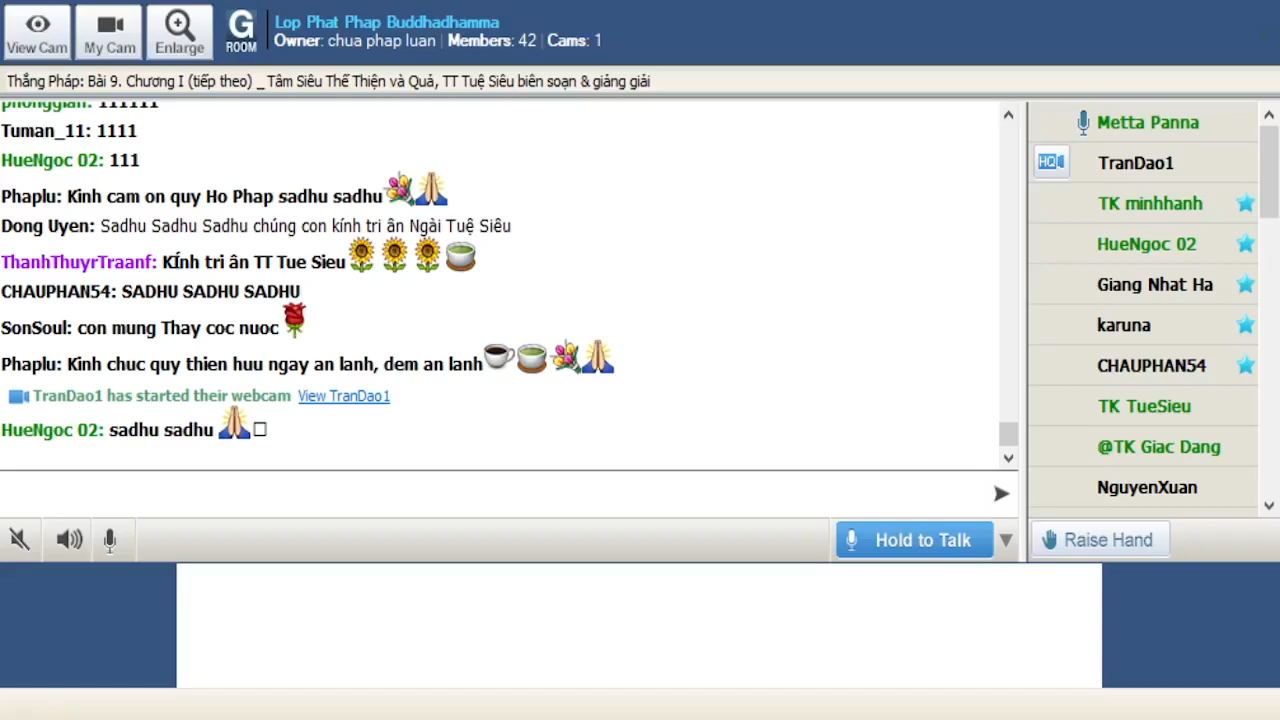 View Cam
My Cam
Enlarge
G
ROOM
Lop Phat Phap Buddhadhamma
Owner: chua phap luan | Members: 42 | Cams: 1
Thắng Pháp: Bài 9. Chương I (tiếp theo) _ Tâm Siêu Thế Thiện và Quả, TT Tuệ Siêu biên soạn & giảng giải
phonggian: 111111
Tuman_11: 1111
HueNgoc 02: 111
Phaplu: Kinh cam on quy Ho Phap sadhu sadhu
Dong Uyen: Sadhu Sadhu Sadhu chúng con kính tri ân Ngài Tuệ Siêu
ThanhThuyrTraanf: KÍnh tri ân TT Tue Sieu
CHAUPHAN54: SADHU SADHU SADHU
SonSoul: con mung Thay coc nuoc
Phaplu: Kinh chuc quy thien huu ngay an lanh, dem an lanh
TranDao1 has started their webcam View TranDao1
HueNgoc 02: sadhu sadhu
Metta Panna
HQ TranDao1
TK minhhanh
HueNgoc 02
Giang Nhat Ha
karuna
CHAUPHAN54
TK TueSieu
@TK Giac Dang
NguyenXuan
Hold to Talk
Raise Hand